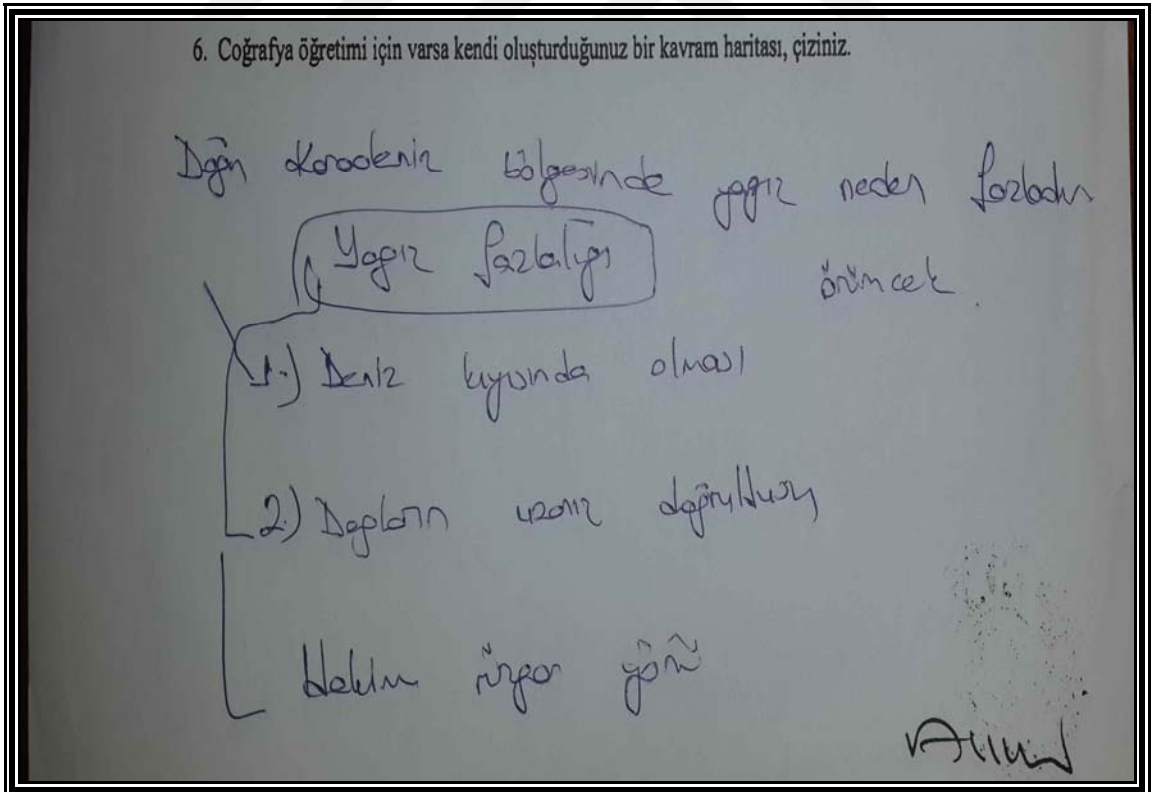 6. Coğrafya öğretimi için varsa kendi oluşturduğunuz bir kavram haritası, çiziniz.
Doğu Karadeniz bölgesinde yağış neden fazladır
Yağış fazlalığı
örümcek.
1.) Deniz kıyısında olması
2.) Dağların uzanış doğrultusu
Hakim rüzgar yönü